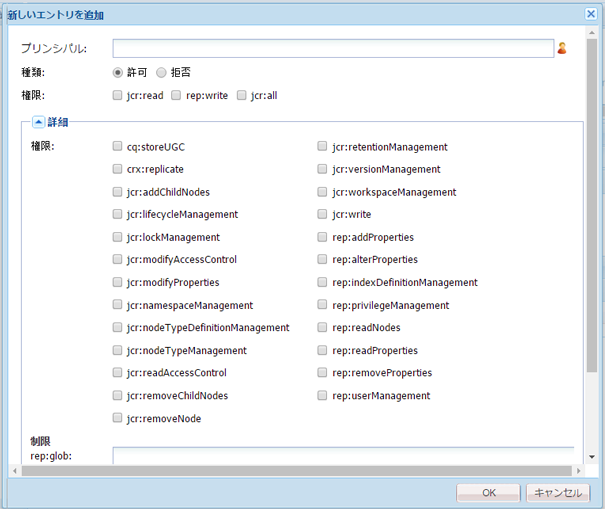 新しいエントリを追加
プリンシパル:
種類: 許可 拒否
権限: jcr:read rep:write jcr:all
詳細
権限: cq:storeUGC jcr:retentionManagement
crx:replicate jcr:versionManagement
jcr:addChildNodes jcr:workspaceManagement
jcr:lifecycleManagement jcr:write
jcr:lockManagement rep:addProperties
jcr:modifyAccessControl rep:alterProperties
jcr:modifyProperties rep:indexDefinitionManagement
jcr:namespaceManagement rep:privilegeManagement
jcr:nodeTypeDefinitionManagement rep:readNodes
jcr:nodeTypeManagement rep:readProperties
jcr:readAccessControl rep:removeProperties
jcr:removeChildNodes rep:userManagement
jcr:removeNode
制限
rep:glob:
OK キャンセル